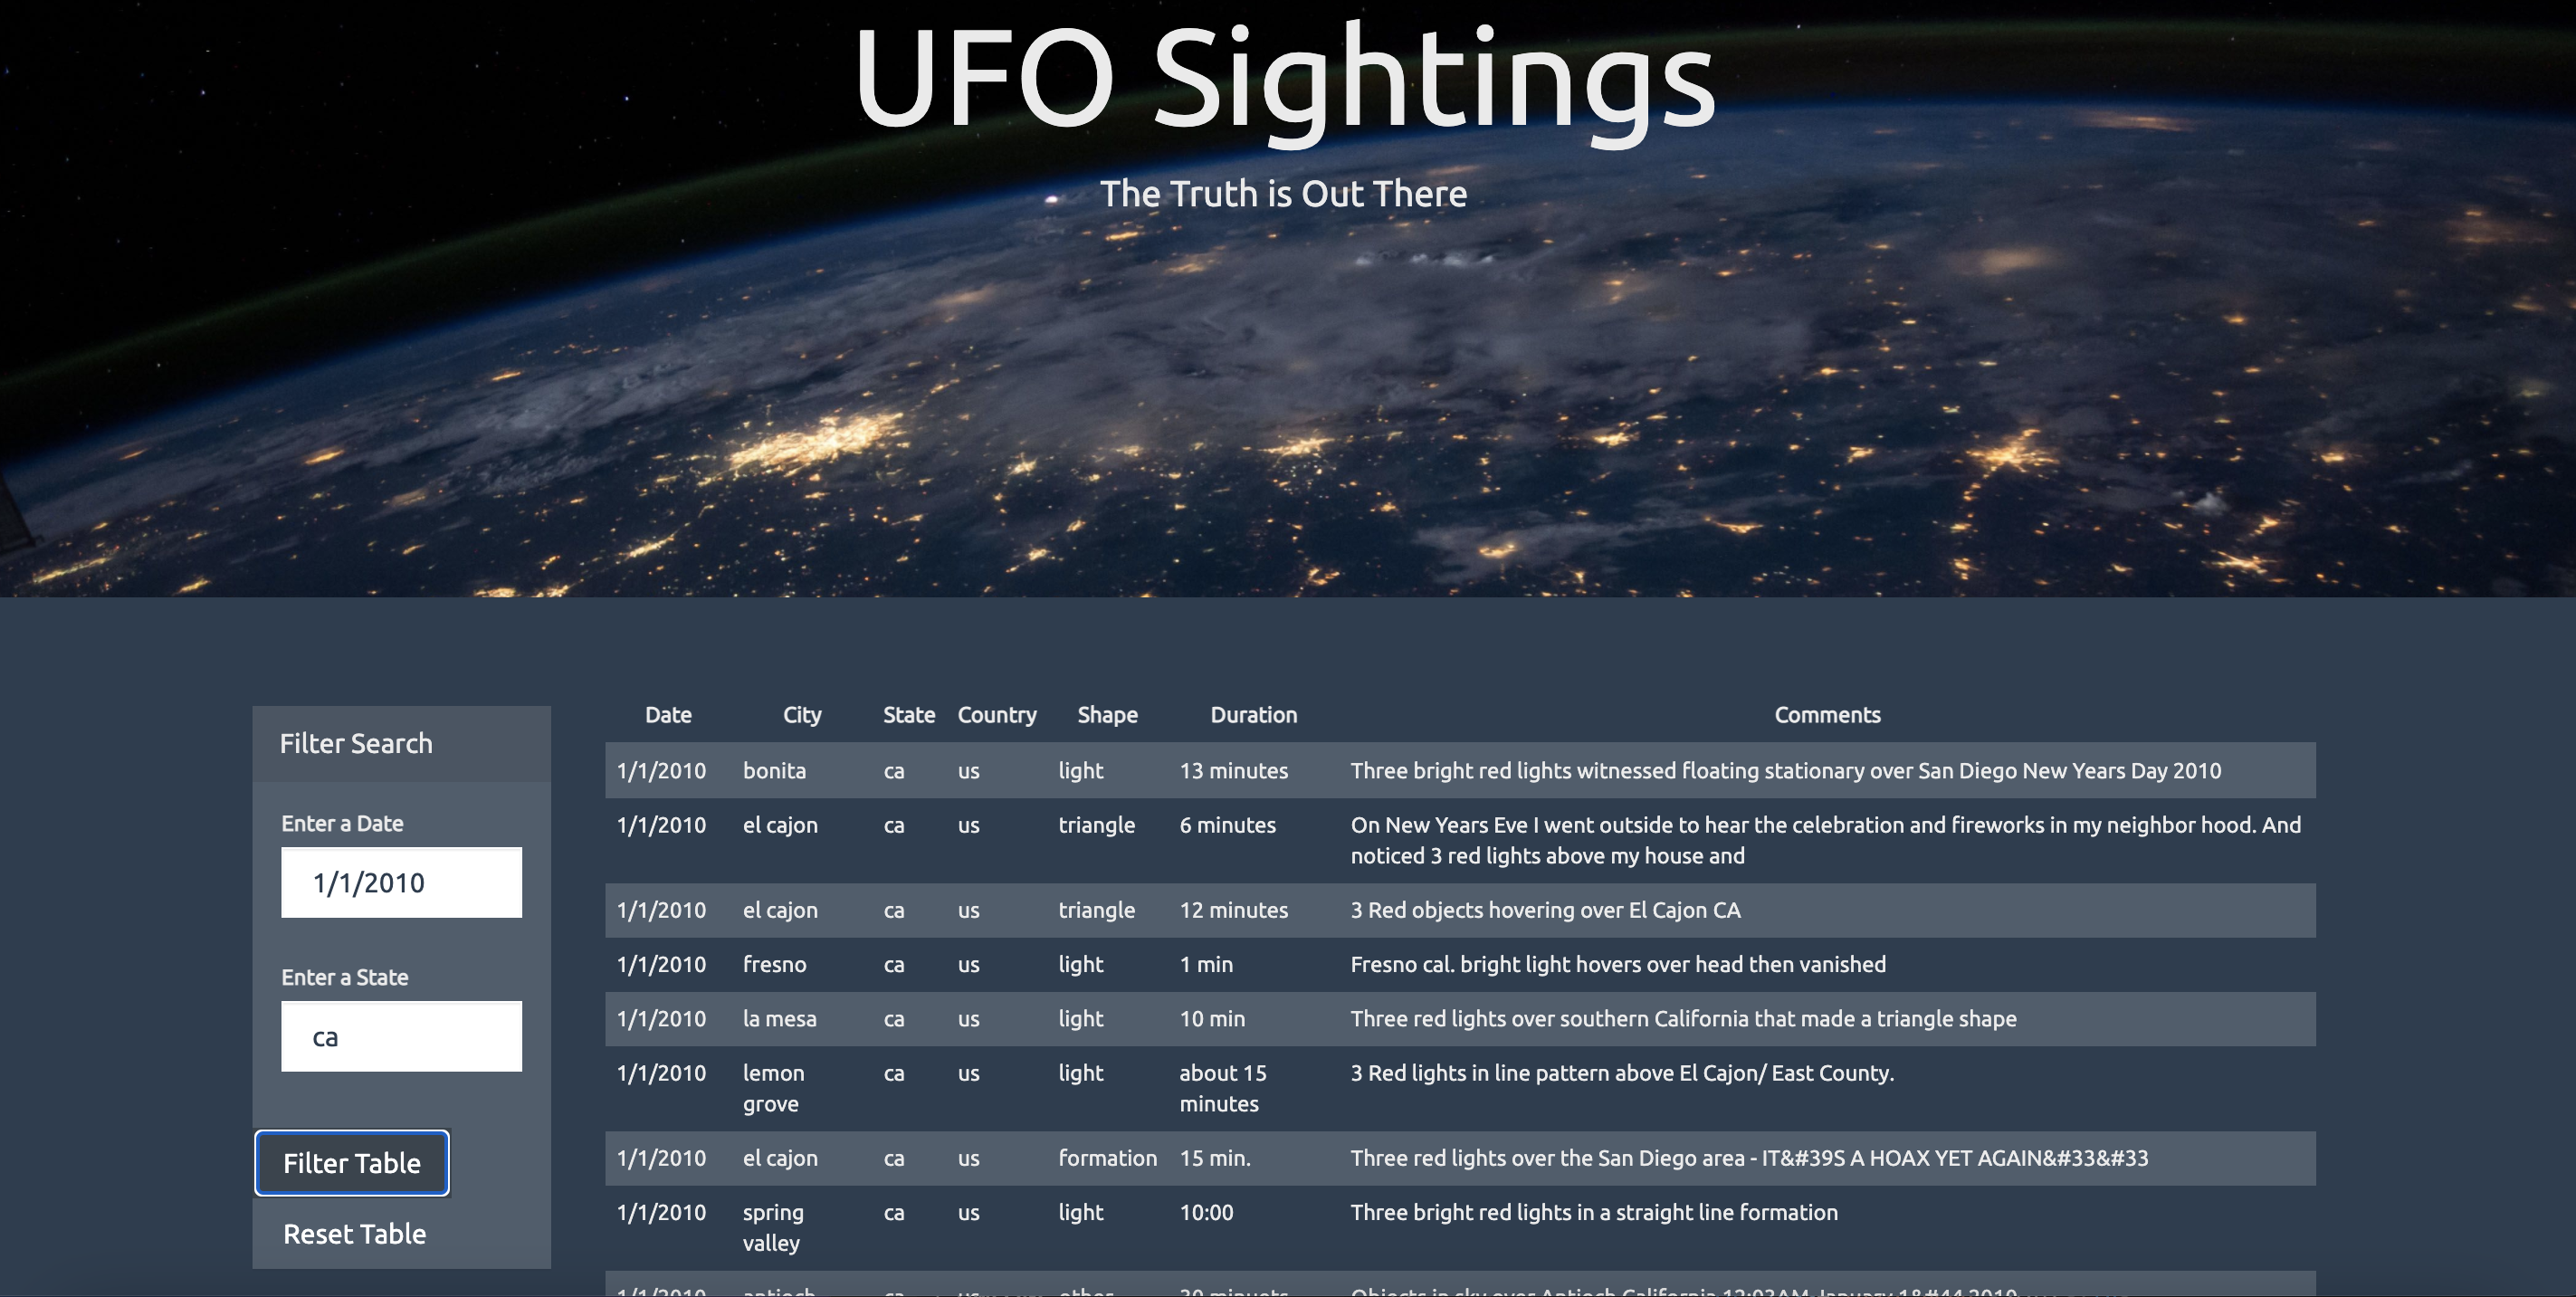 UFO Sightings
The Truth is Out There
Filter Search
Enter a Date
1/1/2010
Enter a State
ca
Filter Table
Reset Table
Date City State Country Shape Duration Comments
1/1/2010 bonita ca us light 13 minutes Three bright red lights witnessed floating stationary over San Diego New Years Day 2010
1/1/2010 el cajon ca us triangle 6 minutes On New Years Eve I went outside to hear the celebration and fireworks in my neighbor hood. And
noticed 3 red lights above my house and
1/1/2010 el cajon ca us triangle 12 minutes 3 Red objects hovering over El Cajon CA
1/1/2010 fresno ca us light 1 min Fresno cal. bright light hovers over head then vanished
1/1/2010 la mesa ca us light 10 min Three red lights over southern California that made a triangle shape
1/1/2010 lemon ca us light about 15 3 Red lights in line pattern above El Cajon/ East County.
grove minutes
1/1/2010 el cajon ca us formation 15 min. Three red lights over the San Diego area - IT&#39S A HOAX YET AGAIN&#33&#33
1/1/2010 spring ca us light 10:00 Three bright red lights in a straight line formation
valley
1/1/2010 antioch ca us other 30 minuets Objects in sky over Antioch California 12:03AM January 1&#44 2010